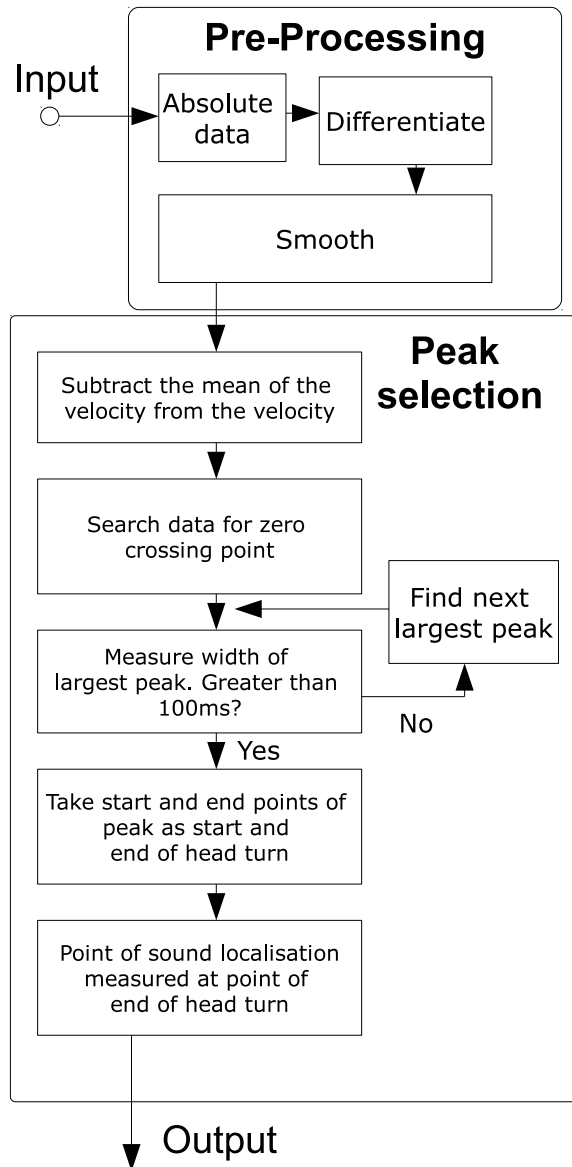 Pre-Processing
Input
Absolute
data
Differentiate
Smooth
Peak
selection
Subtract the mean of the
velocity from the velocity
Search data for zero
crossing point
Find next
largest peak
Measure width of
largest peak. Greater than
100ms?
No
Yes
Take start and end points of
peak as start and
end of head turn
Point of sound localisation
measured at point of
end of head turn
Output